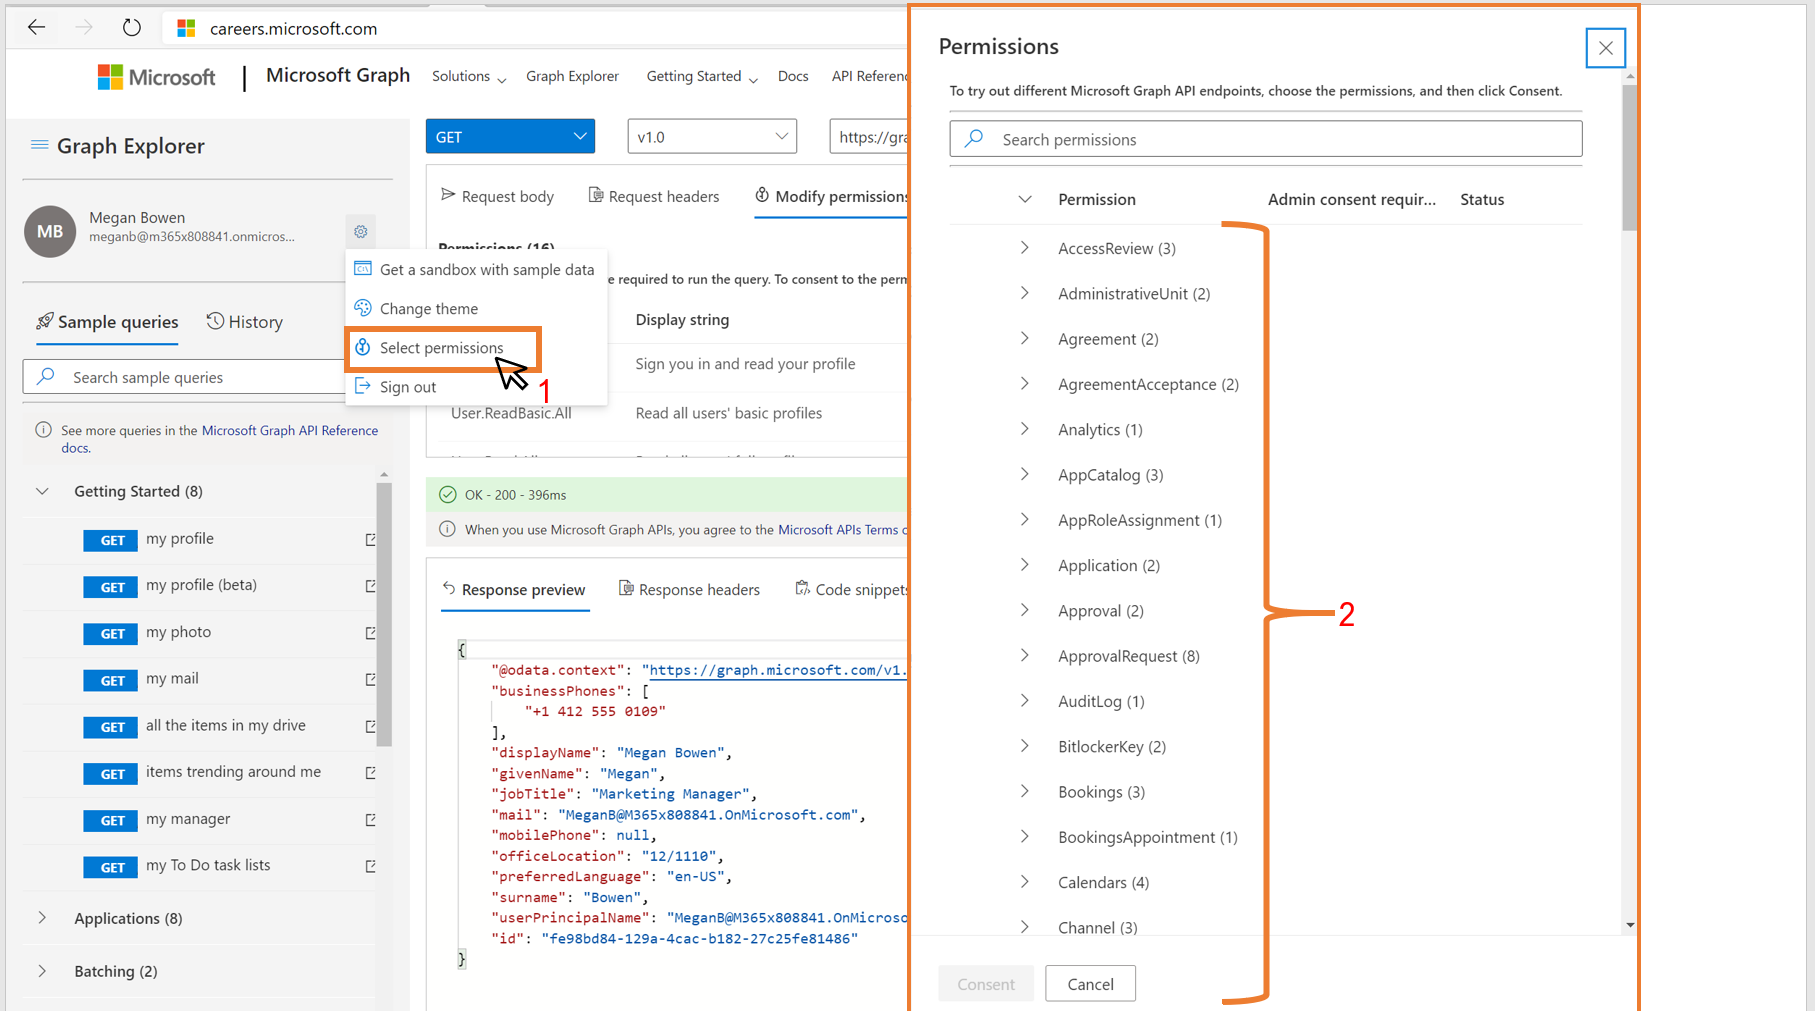 careers.microsoft.com
Microsoft
Microsoft Graph
Solutions
Graph Explorer
Getting Started
Docs
API Referenc
Graph Explorer
MB
Megan Bowen
meganb@m365x808841.onmicros...
Get a sandbox with sample data
Change theme
Select permissions
Sign out
1
Sample queries
History
Search sample queries
See more queries in the Microsoft Graph API Reference
docs.
Getting Started (8)
GET my profile
GET my profile (beta)
GET my photo
GET my mail
GET all the items in my drive
GET items trending around me
GET my manager
GET my To Do task lists
Applications (8)
Batching (2)
GET
v1.0
https://gra
Request body
Request headers
Modify permissions
Permissions (16)
e required to run the query. To consent to the perm
Display string
Sign you in and read your profile
User.ReadBasic.All
Read all users' basic profiles
OK - 200 - 396ms
When you use Microsoft Graph APIs, you agree to the Microsoft APIs Terms o
Response preview
Response headers
Code snippets
{
"@odata.context": "https://graph.microsoft.com/v1.
"businessPhones": [
"+1 412 555 0109"
],
"displayName": "Megan Bowen",
"givenName": "Megan",
"jobTitle": "Marketing Manager",
"mail": "MeganB@M365x808841.OnMicrosoft.com",
"mobilePhone": null,
"officeLocation": "12/1110",
"preferredLanguage": "en-US",
"surname": "Bowen",
"userPrincipalName": "MeganB@M365x808841.OnMicroso
"id": "fe98bd84-129a-4cac-b182-27c25fe81486"
}
Permissions
To try out different Microsoft Graph API endpoints, choose the permissions, and then click Consent.
Search permissions
Permission
Admin consent requir...
Status
AccessReview (3)
AdministrativeUnit (2)
Agreement (2)
AgreementAcceptance (2)
Analytics (1)
AppCatalog (3)
AppRoleAssignment (1)
Application (2)
Approval (2)
ApprovalRequest (8)
AuditLog (1)
BitlockerKey (2)
Bookings (3)
BookingsAppointment (1)
Calendars (4)
Channel (3)
2
Consent
Cancel